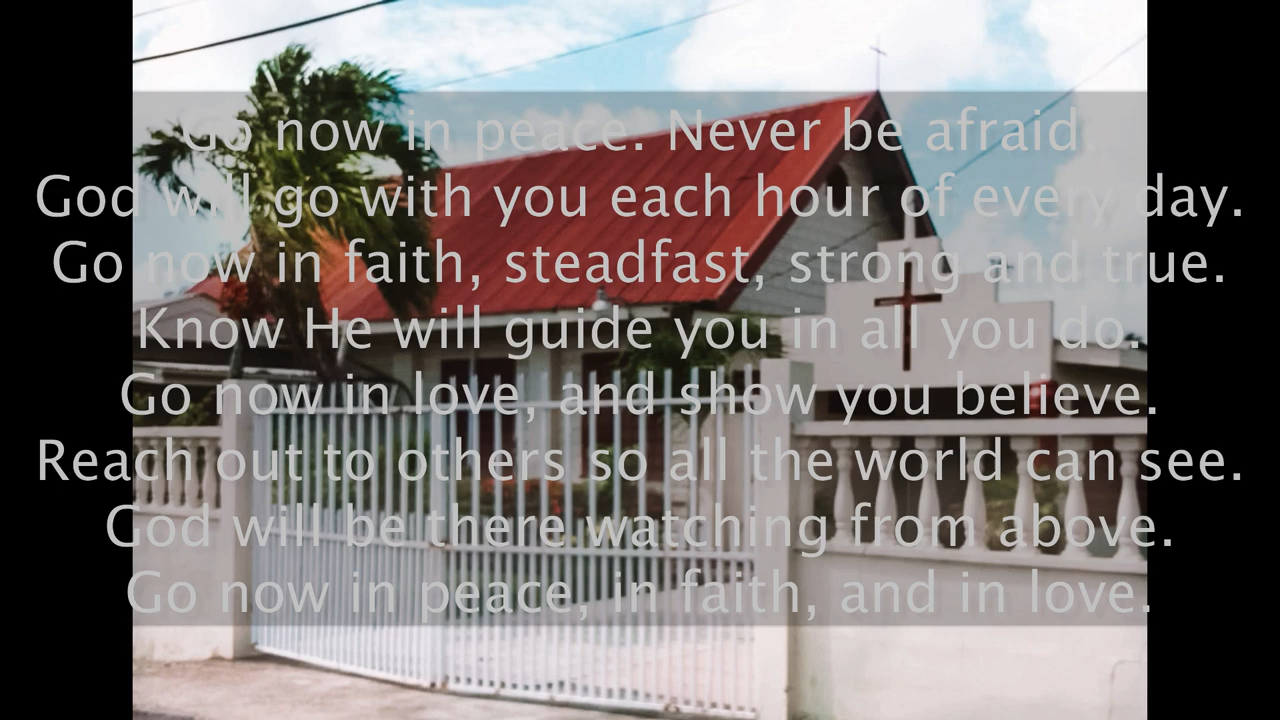 Go now in peace. Never be afraid.
God will go with you each hour of every day.
Go now in faith, steadfast, strong and true.
Know He will guide you in all you do.
Go now in love, and show you believe.
Reach out to others so all the world can see.
God will be there watching from above.
Go now in peace, in faith, and in love.